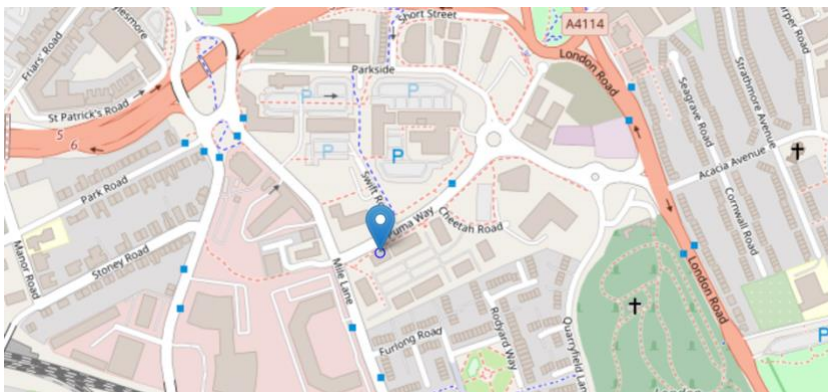 Short Street
A4114
Friars' Road
London Road
Parkside
Harper Road
Strathmore Avenue
Seagrave Road
P
P
St Patrick's Road
5
6
P
P
Acacia Avenue
Park Road
Cornwall Road
Puma Way
Cheetah Road
Manor Road
Stoney Road
Mile Lane
London Road
Rodyard Way
Quarryfield Lane
Furlong Road
P
London